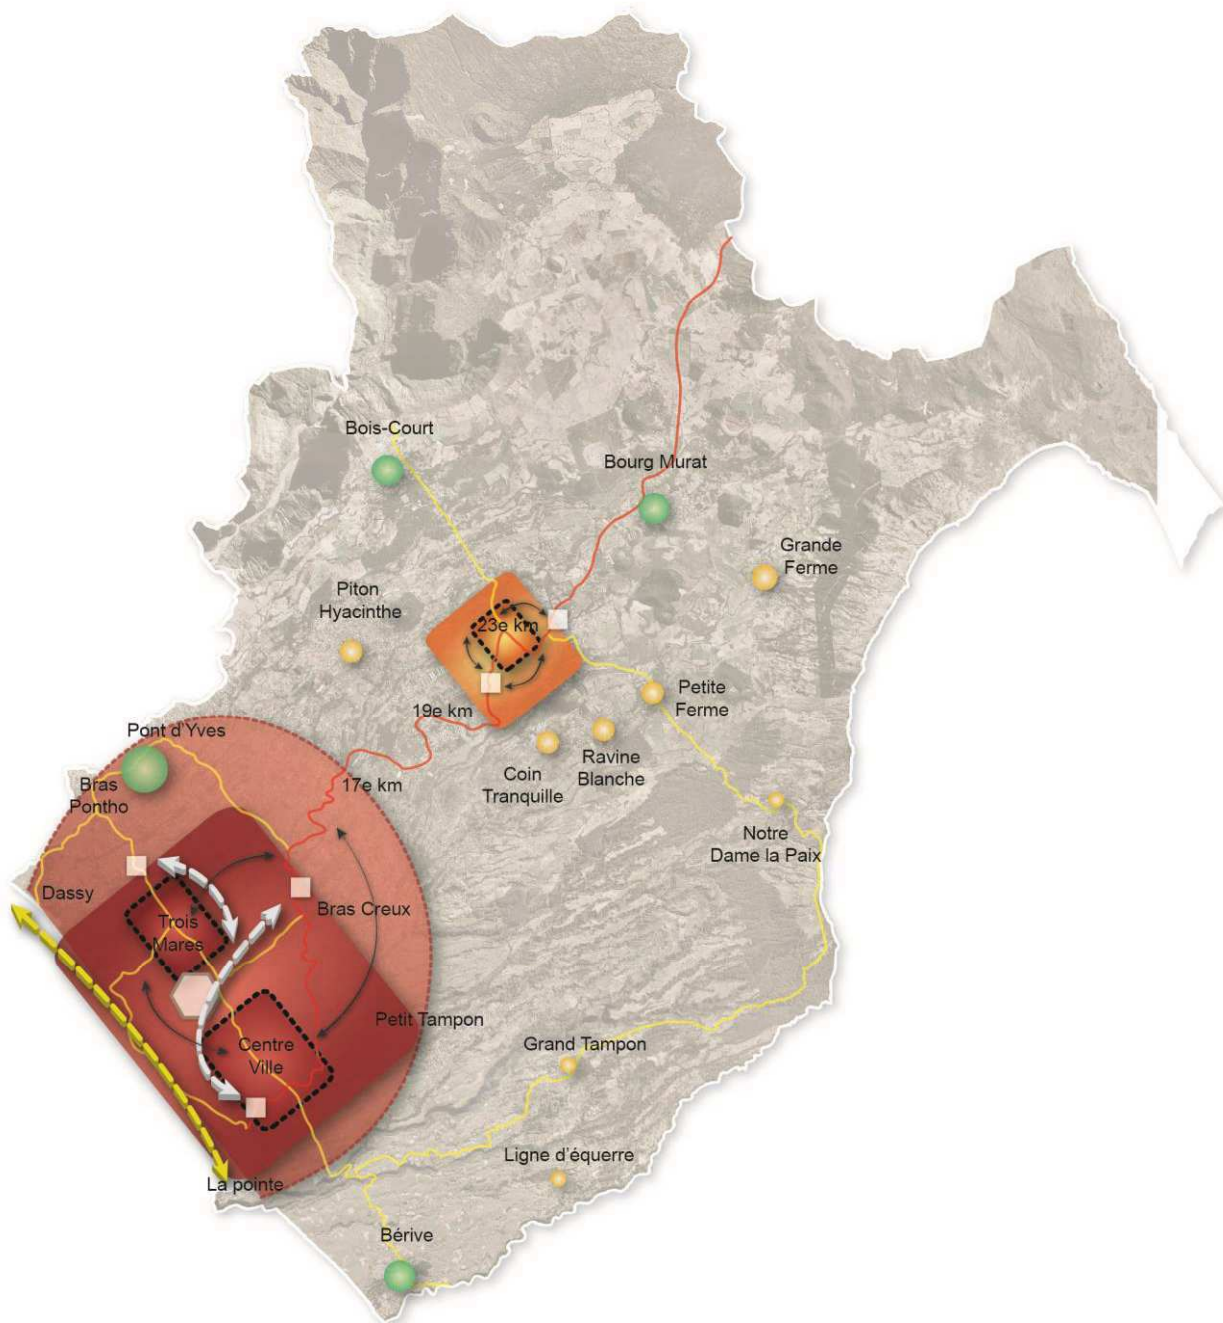 Bois-Court
Bourg Murat
Grande
Ferme
Piton
Hyacinthe
23e km
Petite
Ferme
19e km
Pont d'Yves
Ravine
Blanche
Coin
Tranquille
17e km
Bras
Pontho
Notre
Dame la Paix
Dassy
Bras Creux
Trois
Mares
Petit Tampon
Centre
Ville
Grand Tampon
Ligne d'équerre
La pointe
Bérive